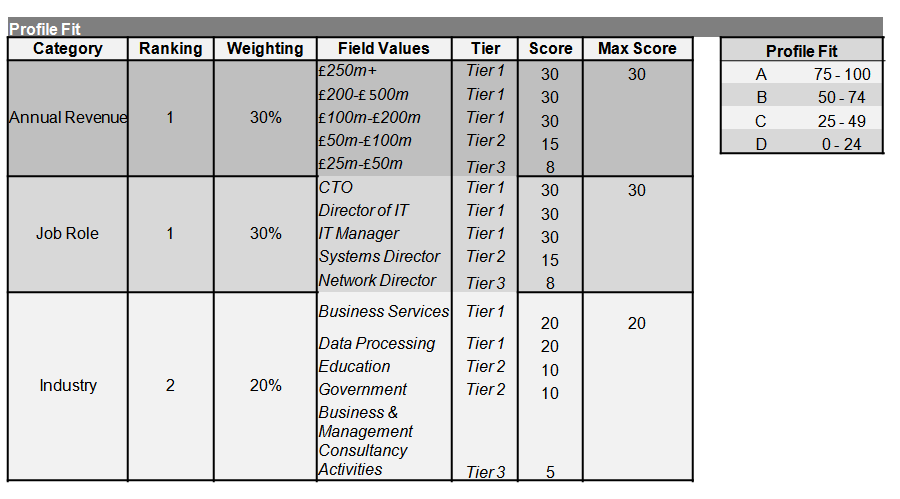 Profile Fit
Category Ranking Weighting Field Values Tier Score Max Score
Annual Revenue 1 30% £250m+ Tier 1 30 30
£200-£500m Tier 1 30
£100m-£200m Tier 1 30
£50m-£100m Tier 2 15
£25m-£50m Tier 3 8
Job Role 1 30% CTO Tier 1 30 30
Director of IT Tier 1 30
IT Manager Tier 1 30
Systems Director Tier 2 15
Network Director Tier 3 8
Industry 2 20% Business Services Tier 1 20 20
Data Processing Tier 1 20
Education Tier 2 10
Government Tier 2 10
Business &
Management
Consultancy
Activities Tier 3 5
Profile Fit
A 75 - 100
B 50 - 74
C 25 - 49
D 0 - 24